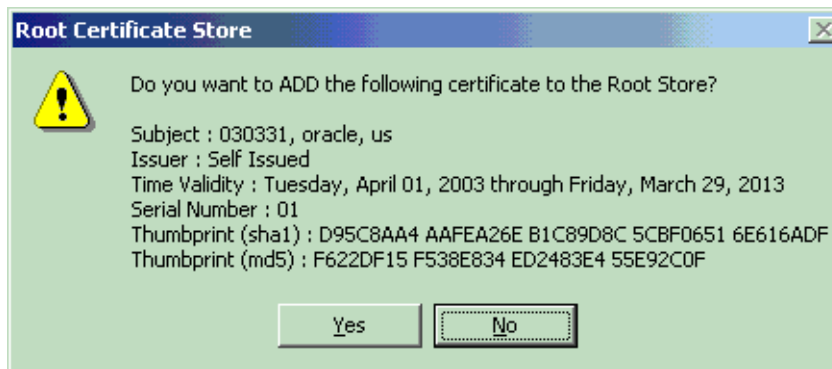 Root Certificate Store
Do you want to ADD the following certificate to the Root Store?
Subject : 030331, oracle, us
Issuer : Self Issued
Time Validity : Tuesday, April 01, 2003 through Friday, March 29, 2013
Serial Number : 01
Thumbprint (sha1) : D95C8AA4 AAFEA26E B1C89D8C 5CBF0651 6E616ADF
Thumbprint (md5) : F622DF15 F538E834 ED2483E4 55E92C0F
Yes No